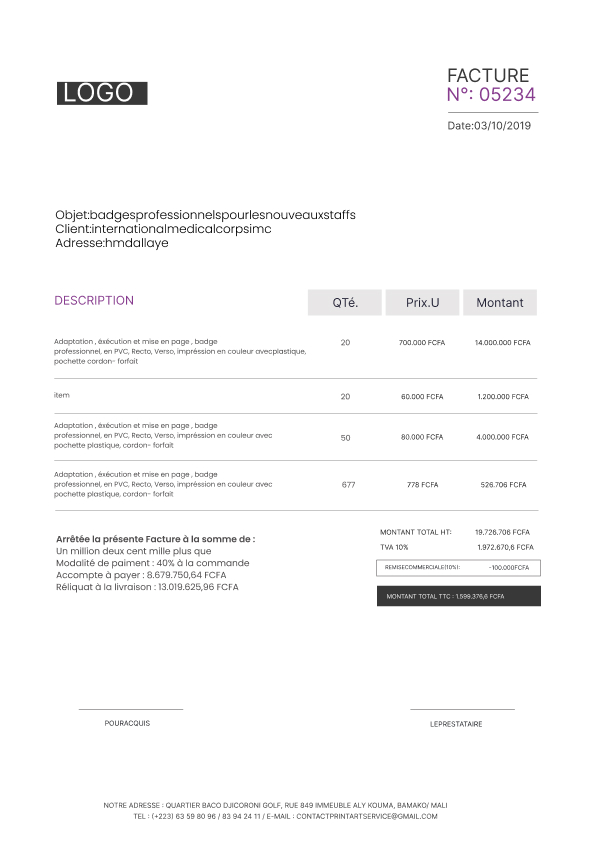 LOGO
FACTURE
N°: 05234
Date:03/10/2019
Objet:badgesprofessionnelspourlesnouveauxstaffs
Client:internationalmedicalcorpsimc
Adresse:hmdallaye
DESCRIPTION QTé. Prix.U Montant
Adaptation , éxécution et mise en page , badge
professionnel, en PVC, Recto, Verso, impréssion en couleur avecplastique,
pochette cordon- forfait
20 700.000 FCFA 14.000.000 FCFA
item 20 60.000 FCFA 1.200.000 FCFA
Adaptation , éxécution et mise en page , badge
professionnel, en PVC, Recto, Verso, impréssion en couleur avec
pochette plastique, cordon- forfait
50 80.000 FCFA 4.000.000 FCFA
Adaptation , éxécution et mise en page , badge
professionnel, en PVC, Recto, Verso, impréssion en couleur avec
pochette plastique, cordon- forfait
677 778 FCFA 526.706 FCFA
Arrêtée la présente Facture à la somme de :
Un million deux cent mille plus que
Modalité de paiment : 40% à la commande
Accompte à payer : 8.679.750,64 FCFA
Réliquat à la livraison : 13.019.625,96 FCFA
MONTANT TOTAL HT: 19.726.706 FCFA
TVA 10% 1.972.670,6 FCFA
REMISECOMMERCIALE(10%): -100.000FCFA
MONTANT TOTAL TTC : 1.599.376,6 FCFA
POURACQUIS
LEPRESTATAIRE
NOTRE ADRESSE : QUARTIER BACO DJICORONI GOLF, RUE 849 IMMEUBLE ALY KOUMA, BAMAKO/ MALI
TEL : (+223) 63 59 80 96 / 83 94 24 11 / E-MAIL : CONTACTPRINTARTSERVICE@GMAIL.COM